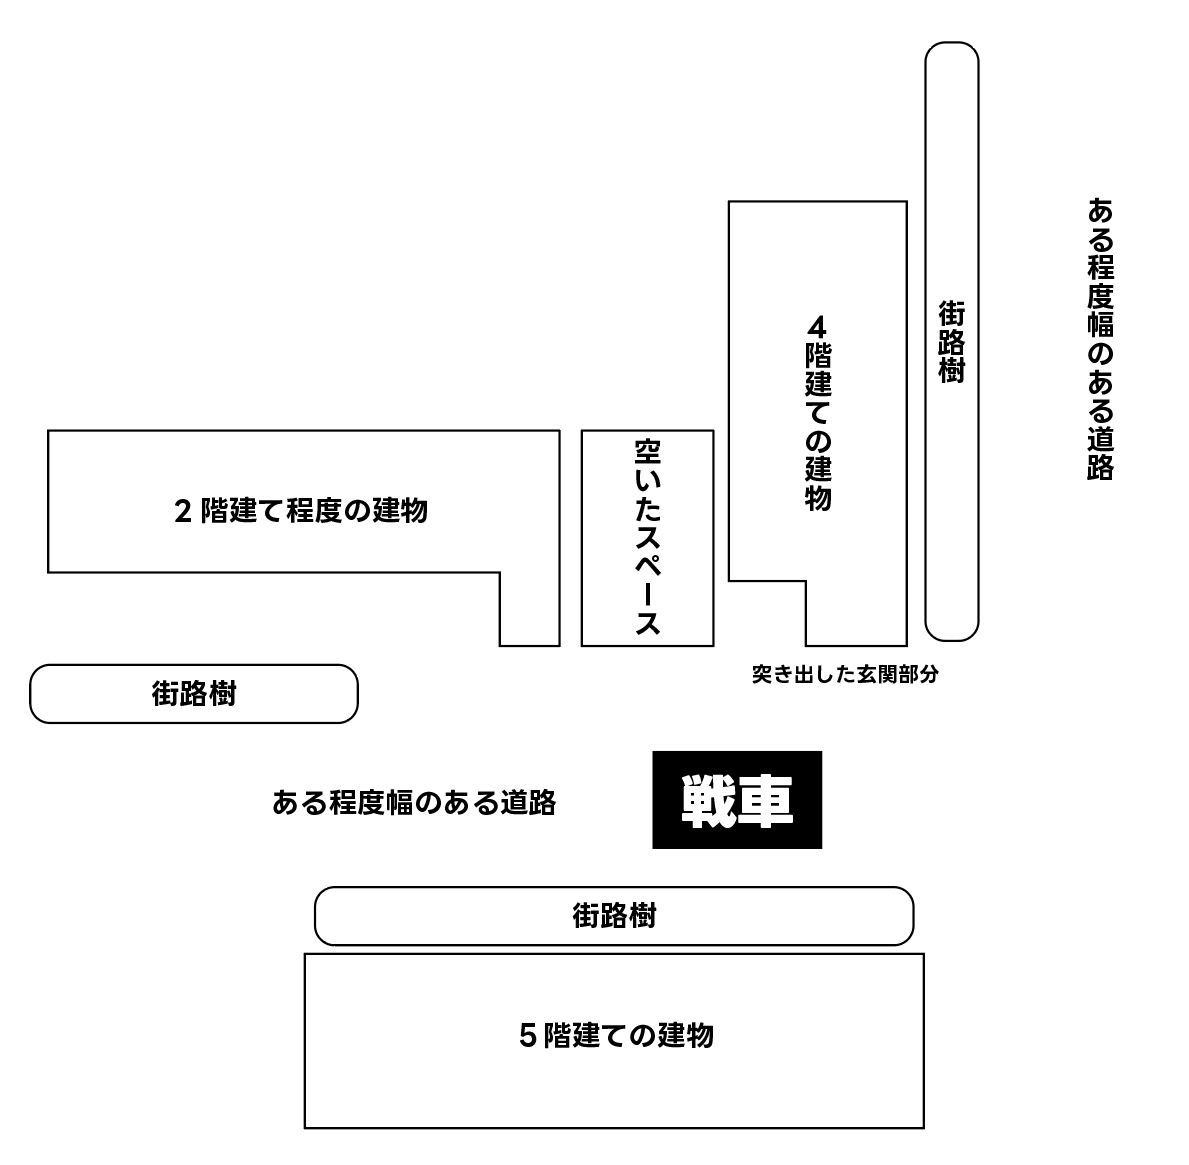 ある程度幅のある道路
街路樹
4階建ての建物
空いたスペース
2 階建て程度の建物
突き出した玄関部分
街路樹
ある程度幅のある道路
戦車
街路樹
5 階建ての建物